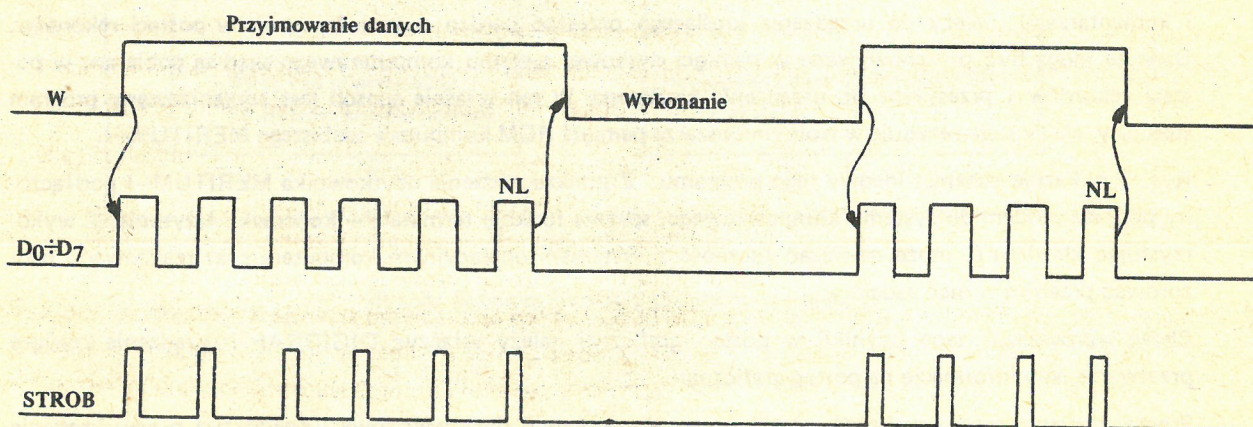 Przyjmowanie danych
W
Wykonanie
NL
NL
D0÷D7
STROB